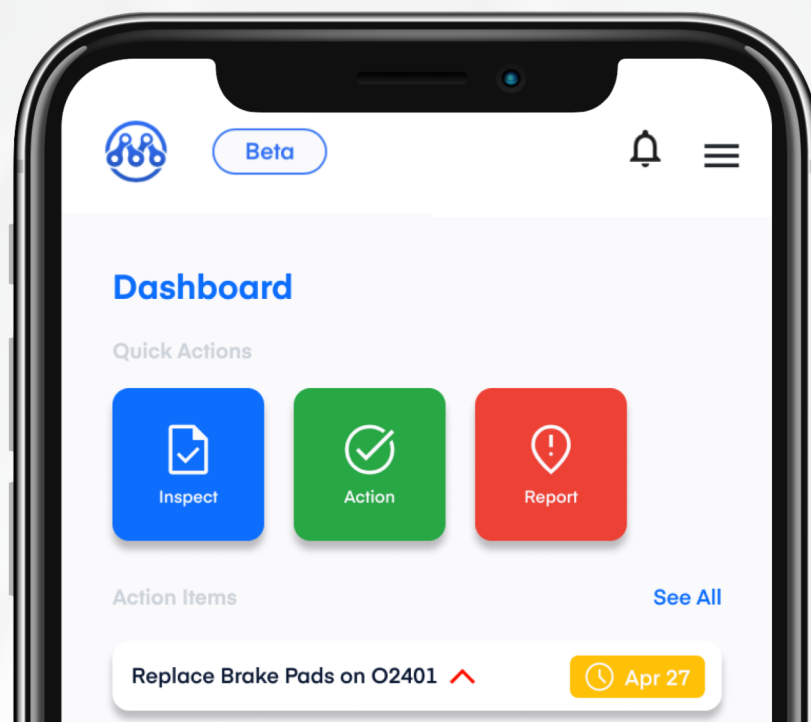 Beta
Dashboard
Quick Actions
Inspect Action Report
Action Items See All
Replace Brake Pads on O2401 Apr 27